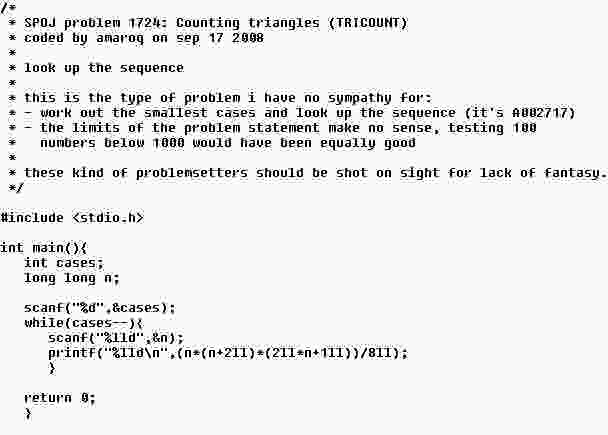 /*
 * SPOJ problem 1724: Counting triangles (TRICOUNT)
 * coded by amaroq on sep 17 2008
 *
 * look up the sequence
 *
 * this is the type of problem i have no sympathy for:
 * - work out the smallest cases and look up the sequence (it's A002717)
 * - the limits of the problem statement make no sense, testing 100
 *   numbers below 1000 would have been equally good
 *
 * these kind of problemsetters should be shot on sight for lack of fantasy.
 */

#include <stdio.h>

int main(){
   int cases;
   long long n;

   scanf("%d",&cases);
   while(cases--){
      scanf("%lld",&n);
      printf("%lld\n",(n*(n+2ll)*(2ll*n+1ll))/8ll);
      }

   return 0;
   }